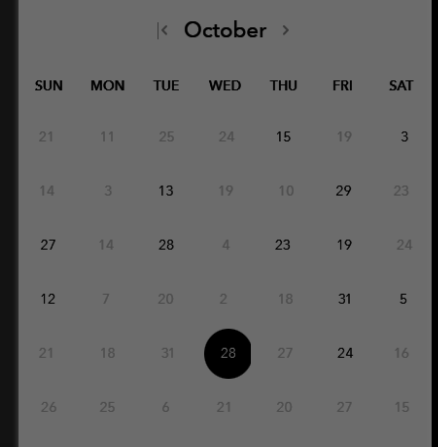 |< October >
SUN MON TUE WED THU FRI SAT
21 11 25 24 15 19 3
14 3 13 19 10 29 23
27 14 28 4 23 19 24
12 7 20 2 18 31 5
21 18 31 28 27 24 16
26 25 6 21 20 27 15